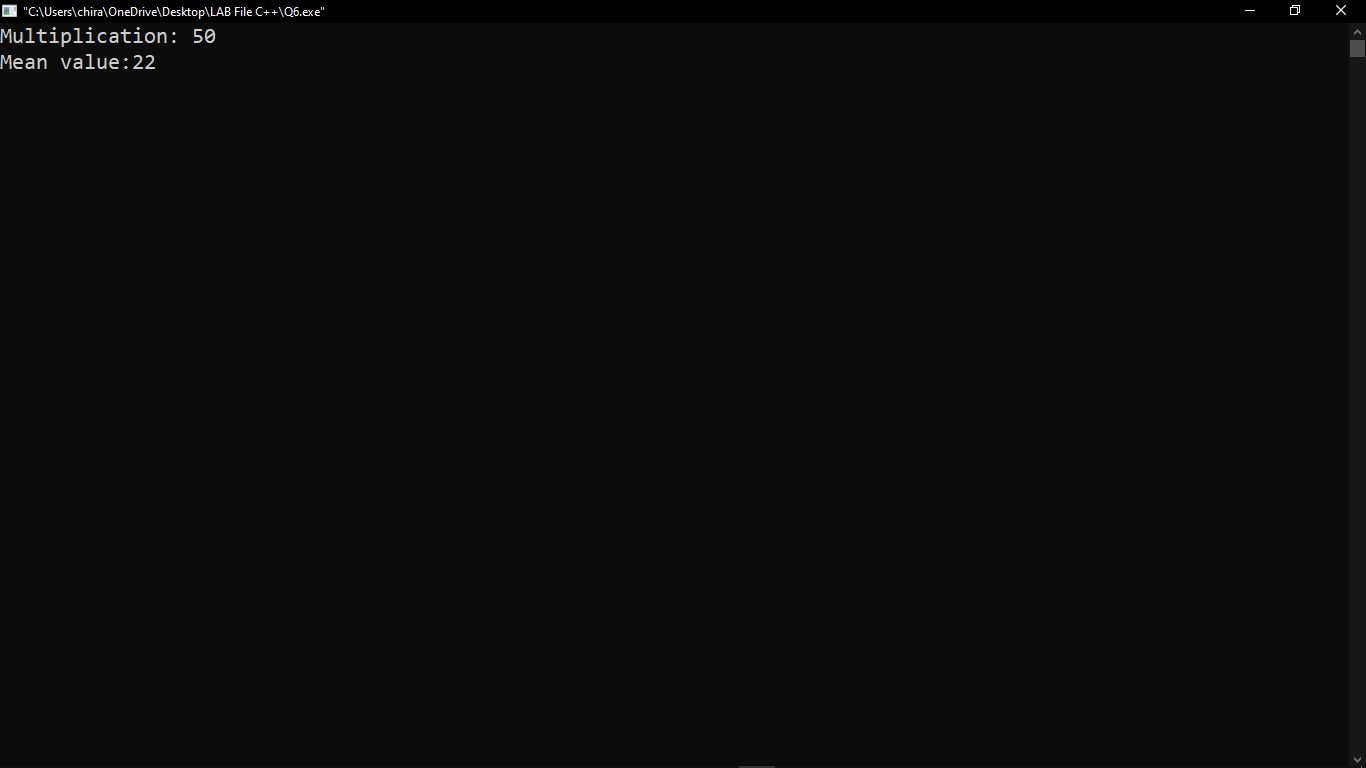 "C:\Users\chira\OneDrive\Desktop\LAB File C++\Q6.exe"
Multiplication: 50
Mean value:22